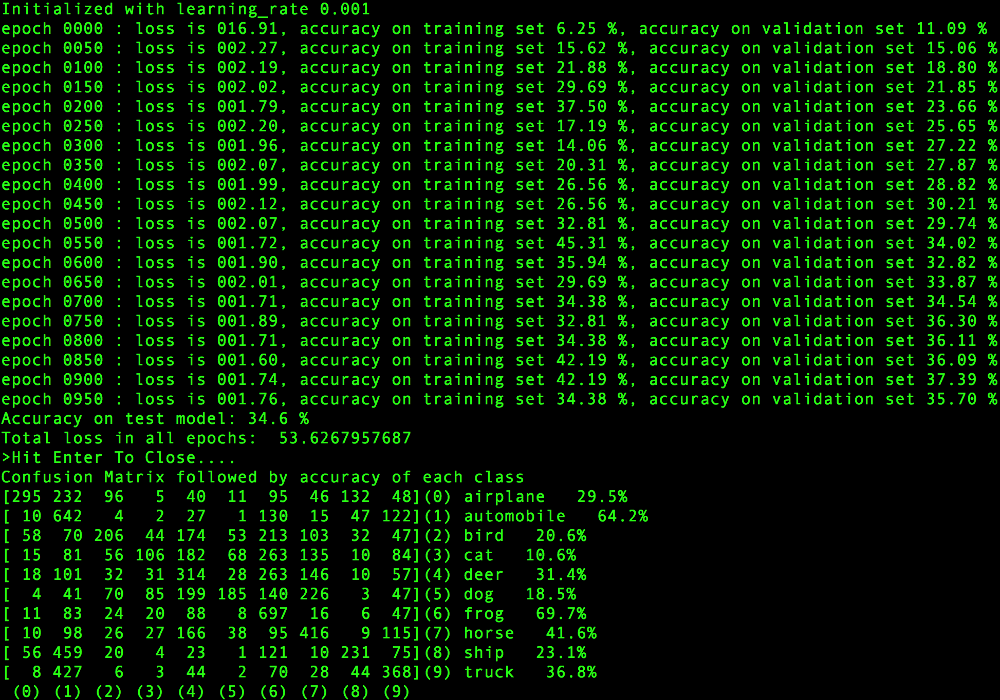 Initialized with learning_rate 0.001
epoch 0000 : loss is 016.91, accuracy on training set 6.25 %, accuracy on validation set 11.09 %
epoch 0050 : loss is 002.27, accuracy on training set 15.62 %, accuracy on validation set 15.06 %
epoch 0100 : loss is 002.19, accuracy on training set 21.88 %, accuracy on validation set 18.80 %
epoch 0150 : loss is 002.02, accuracy on training set 29.69 %, accuracy on validation set 21.85 %
epoch 0200 : loss is 001.79, accuracy on training set 37.50 %, accuracy on validation set 23.66 %
epoch 0250 : loss is 002.20, accuracy on training set 17.19 %, accuracy on validation set 25.65 %
epoch 0300 : loss is 001.96, accuracy on training set 14.06 %, accuracy on validation set 27.22 %
epoch 0350 : loss is 002.07, accuracy on training set 20.31 %, accuracy on validation set 27.87 %
epoch 0400 : loss is 001.99, accuracy on training set 26.56 %, accuracy on validation set 28.82 %
epoch 0450 : loss is 002.12, accuracy on training set 26.56 %, accuracy on validation set 30.21 %
epoch 0500 : loss is 002.07, accuracy on training set 32.81 %, accuracy on validation set 29.74 %
epoch 0550 : loss is 001.72, accuracy on training set 45.31 %, accuracy on validation set 34.02 %
epoch 0600 : loss is 001.90, accuracy on training set 35.94 %, accuracy on validation set 32.82 %
epoch 0650 : loss is 002.01, accuracy on training set 29.69 %, accuracy on validation set 33.87 %
epoch 0700 : loss is 001.71, accuracy on training set 34.38 %, accuracy on validation set 34.54 %
epoch 0750 : loss is 001.89, accuracy on training set 32.81 %, accuracy on validation set 36.30 %
epoch 0800 : loss is 001.71, accuracy on training set 34.38 %, accuracy on validation set 36.11 %
epoch 0850 : loss is 001.60, accuracy on training set 42.19 %, accuracy on validation set 36.09 %
epoch 0900 : loss is 001.74, accuracy on training set 42.19 %, accuracy on validation set 37.39 %
epoch 0950 : loss is 001.76, accuracy on training set 34.38 %, accuracy on validation set 35.70 %
Accuracy on test model: 34.6 %
Total loss in all epochs:  53.6267957687
>Hit Enter To Close....
Confusion Matrix followed by accuracy of each class
[295 232  96   5  40  11  95  46 132  48](0) airplane   29.5%
[ 10 642   4   2  27   1 130  15  47 122](1) automobile   64.2%
[ 58  70 206  44 174  53 213 103  32  47](2) bird   20.6%
[ 15  81  56 106 182  68 263 135  10  84](3) cat   10.6%
[ 18 101  32  31 314  28 263 146  10  57](4) deer   31.4%
[  4  41  70  85 199 185 140 226   3  47](5) dog   18.5%
[ 11  83  24  20  88   8 697  16   6  47](6) frog   69.7%
[ 10  98  26  27 166  38  95 416   9 115](7) horse   41.6%
[ 56 459  20   4  23   1 121  10 231  75](8) ship   23.1%
[  8 427   6   3  44   2  70  28  44 368](9) truck   36.8%
 (0) (1) (2) (3) (4) (5) (6) (7) (8) (9)